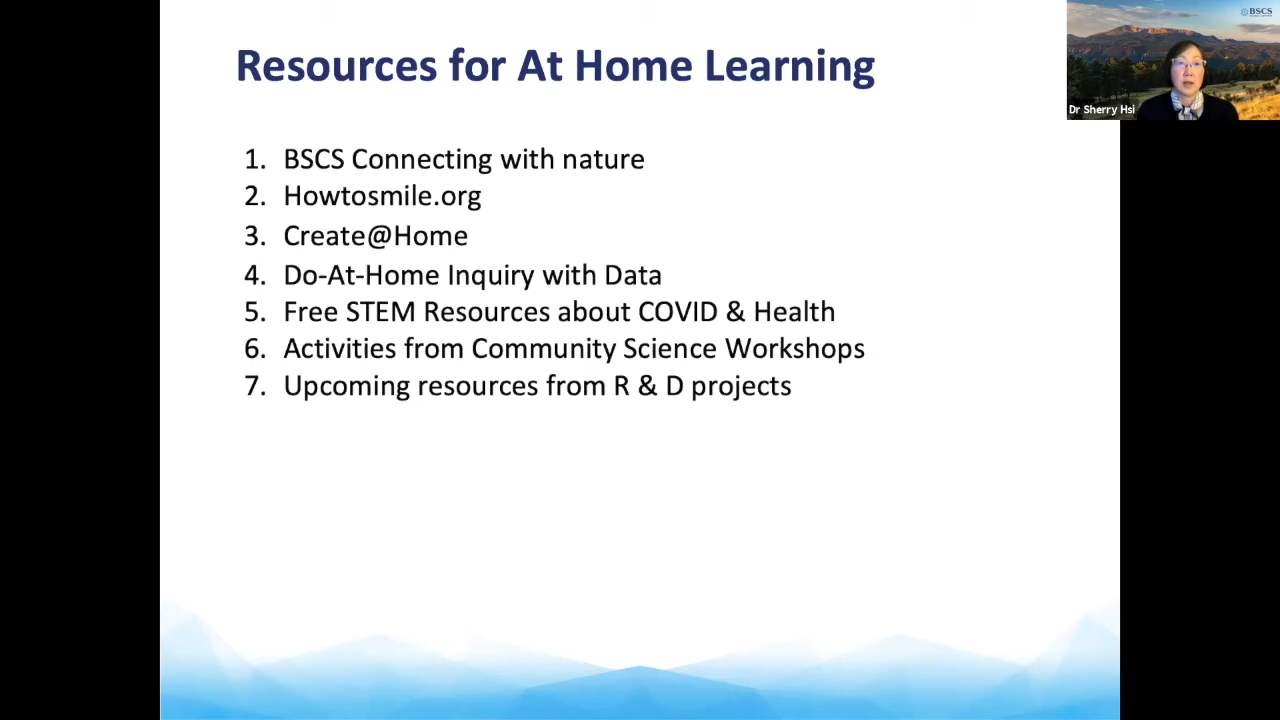 Resources for At Home Learning
BSCS
Dr Sherry Hsi
1. BSCS Connecting with nature
2. Howtosmile.org
3. Create@Home
4. Do-At-Home Inquiry with Data
5. Free STEM Resources about COVID & Health
6. Activities from Community Science Workshops
7. Upcoming resources from R & D projects